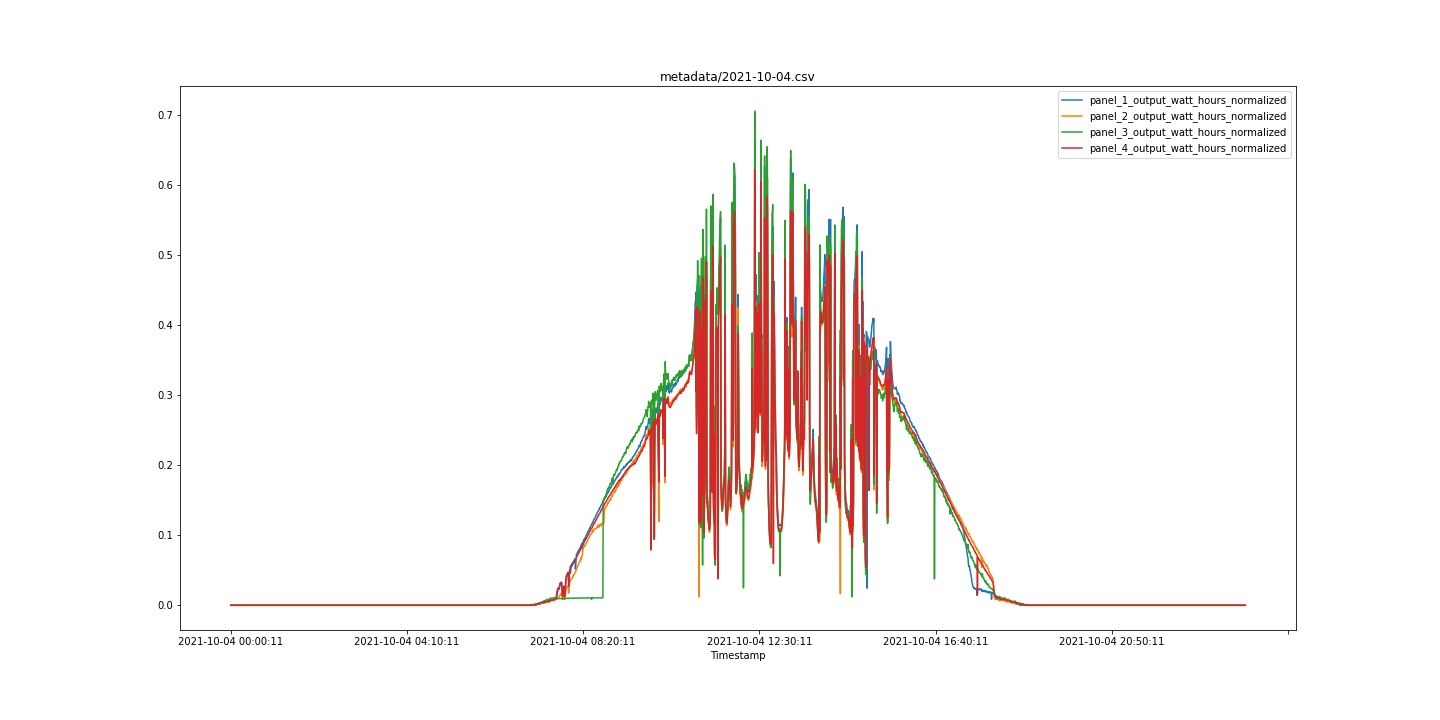 metadata/2021-10-04.csv
panel_1_output_watt_hours_normalized
panel_2_output_watt_hours_normalized
panel_3_output_watt_hours_normalized
panel_4_output_watt_hours_normalized
0.7
0.6
0.5
0.4
0.3
0.2
0.1
0.0
2021-10-04 00:00:11 2021-10-04 04:10:11 2021-10-04 08:20:11 2021-10-04 12:30:11 2021-10-04 16:40:11 2021-10-04 20:50:11
Timestamp